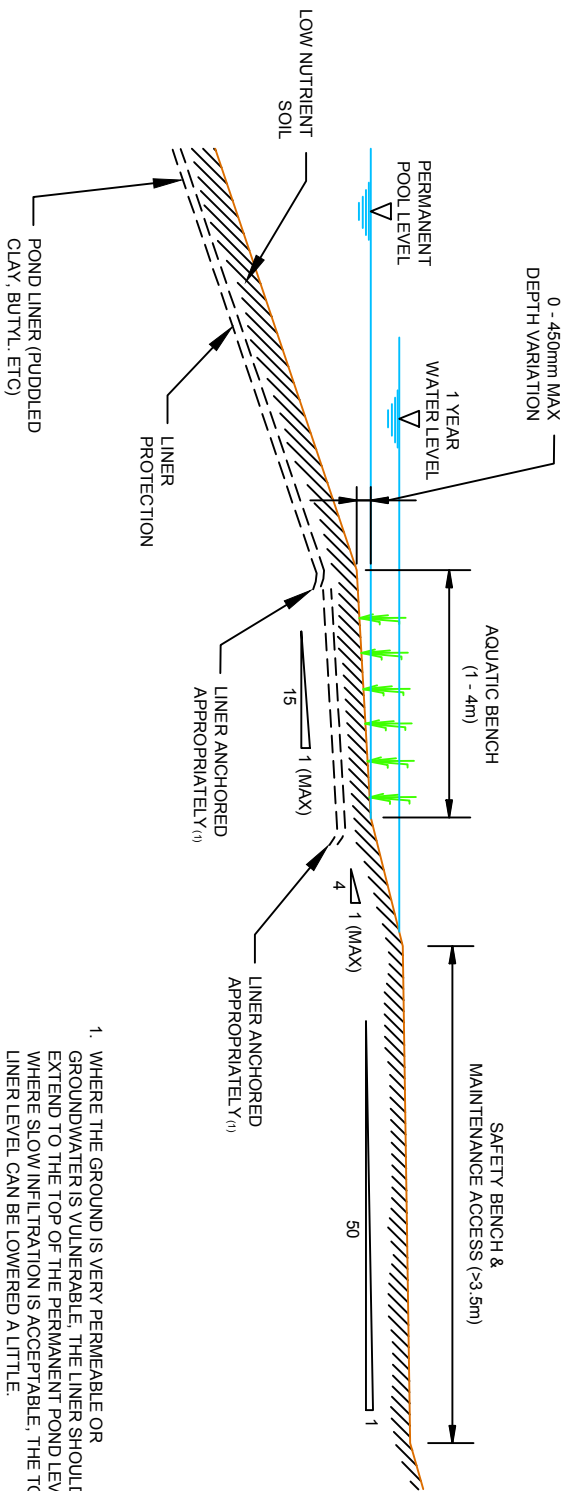 0 - 450mm MAX
DEPTH VARIATION
PERMANENT
POOL LEVEL
1 YEAR
WATER LEVEL
AQUATIC BENCH
(1 - 4m)
SAFETY BENCH &
MAINTENANCE ACCESS (>3.5m)
LOW NUTRIENT
SOIL
POND LINER (PUDDLED
CLAY, BUTYL. ETC)
LINER
PROTECTION
LINER ANCHORED
APPROPRIATELY(1)
15
1 (MAX)
LINER ANCHORED
APPROPRIATELY(1)
4
1 (MAX)
50
1
1. WHERE THE GROUND IS VERY PERMEABLE OR
GROUNDWATER IS VULNERABLE, THE LINER SHOULD
EXTEND TO THE TOP OF THE PERMANENT POND LEV
WHERE SLOW INFILTRATION IS ACCEPTABLE, THE TO
LINER LEVEL CAN BE LOWERED A LITTLE.